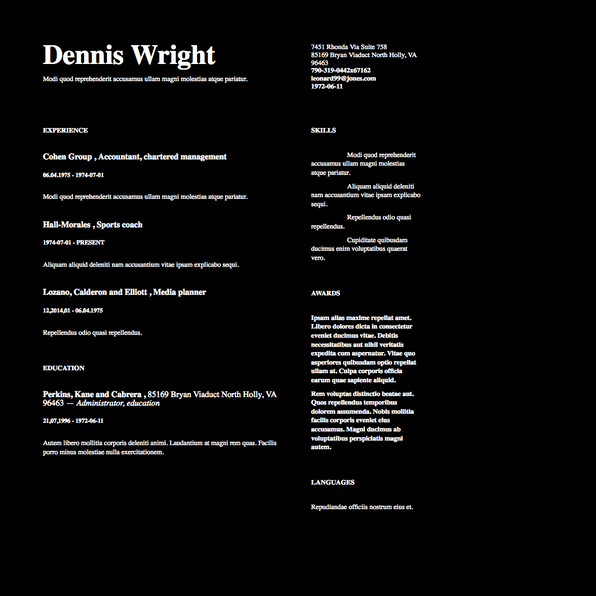 Dennis Wright
Modi quod reprehenderit accusamus ullam magni molestias atque pariatur.
7451 Rhonda Via Suite 758
85169 Bryan Viaduct North Holly, VA
96463
790-319-0442x67162
leonard99@jones.com
1972-06-11
EXPERIENCE
Cohen Group , Accountant, chartered management
06.04.1975 - 1974-07-01
Modi quod reprehenderit accusamus ullam magni molestias atque pariatur.
Hall-Morales , Sports coach
1974-07-01 - PRESENT
Aliquam aliquid deleniti nam accusantium vitae ipsam explicabo sequi.
Lozano, Calderon and Elliott , Media planner
12,2014,01 - 06.04.1975
Repellendus odio quasi repellendus.
EDUCATION
Perkins, Kane and Cabrera , 85169 Bryan Viaduct North Holly, VA
96463 — Administrator, education
21,07,1996 - 1972-06-11
Autem libero mollitia corporis deleniti animi. Laudantium at magni rem quas. Facilis
porro minus molestiae nulla exercitationem.
SKILLS
Modi quod reprehenderit
accusamus ullam magni molestias
atque pariatur.
Aliquam aliquid deleniti
nam accusantium vitae ipsam explicabo
sequi.
Repellendus odio quasi
repellendus.
Cupiditate quibusdam
ducimus enim voluptatibus quaerat
vero.
AWARDS
Ipsam alias maxime repellat amet.
Libero dolores dicta in consectetur
eveniet ducimus vitae. Debitis
necessitatibus aut nihil veritatis
expedita cum aspernatur. Vitae quo
asperiores quibusdam optio repellat
ullam at. Culpa corporis officia
earum quae sapiente aliquid.
Rem voluptas distinctio beatae aut.
Quos repellendus temporibus
dolorem assumenda. Nobis mollitia
facilis corporis eveniet eius
accusamus. Magni ducimus ab
voluptatibus perspiciatis magni
autem.
LANGUAGES
Repudiandae officiis nostrum eius et.